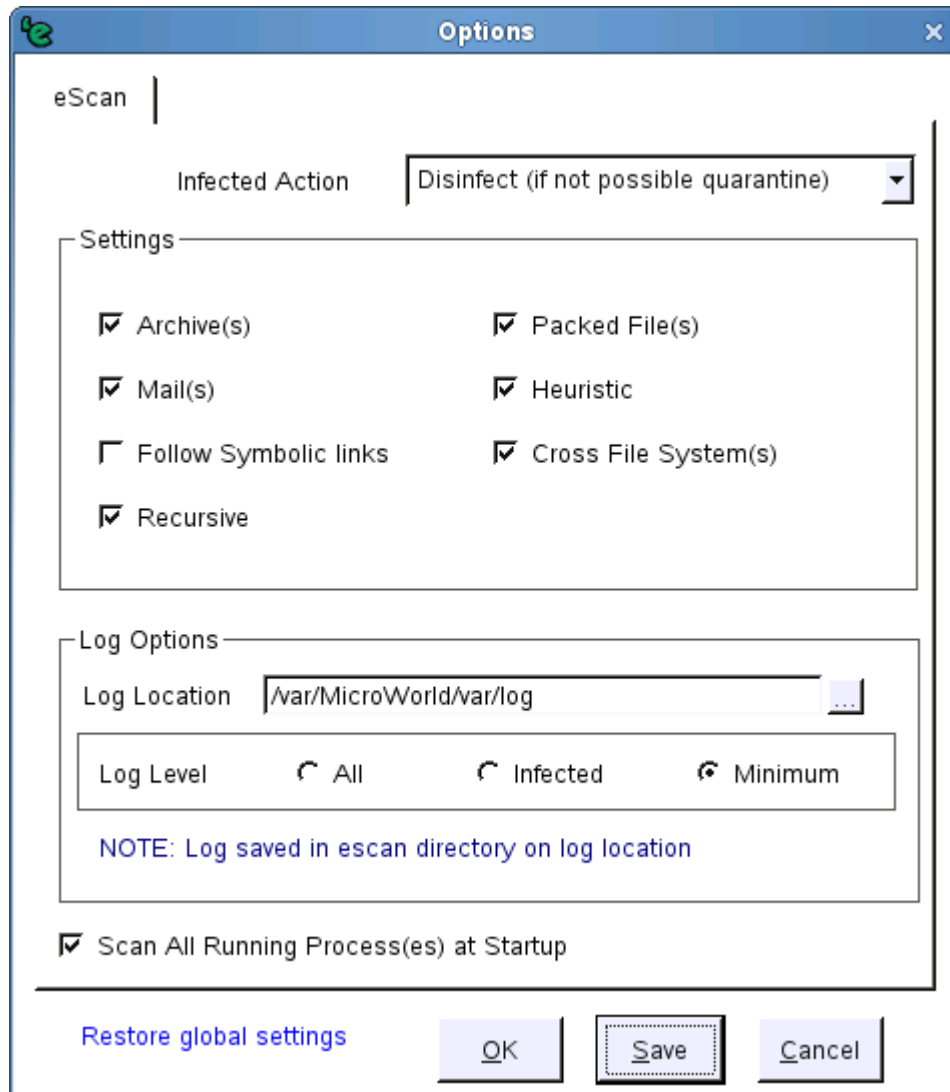 Options
eScan
Infected Action Disinfect (if not possible quarantine)
Settings
Archive(s) Packed File(s)
Mail(s) Heuristic
Follow Symbolic links Cross File System(s)
Recursive
Log Options
Log Location /var/MicroWorld/var/log ...
Log Level All Infected Minimum
NOTE: Log saved in escan directory on log location
Scan All Running Process(es) at Startup
Restore global settings OK Save Cancel